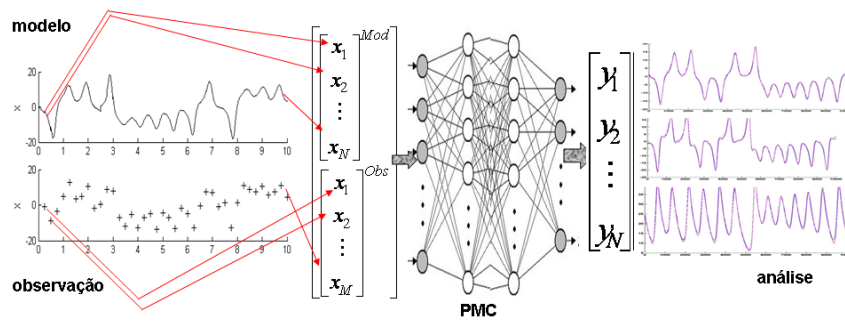 modelo
20
0
-20
x
0 1 2 3 4 5 6 7 8 9 10
x1
x2
⋮
xN
Mod
20
0
-20
x
0 1 2 3 4 5 6 7 8 9 10
observação
x1
x2
⋮
xM
Obs
PMC
y1
y2
⋮
yN
análise